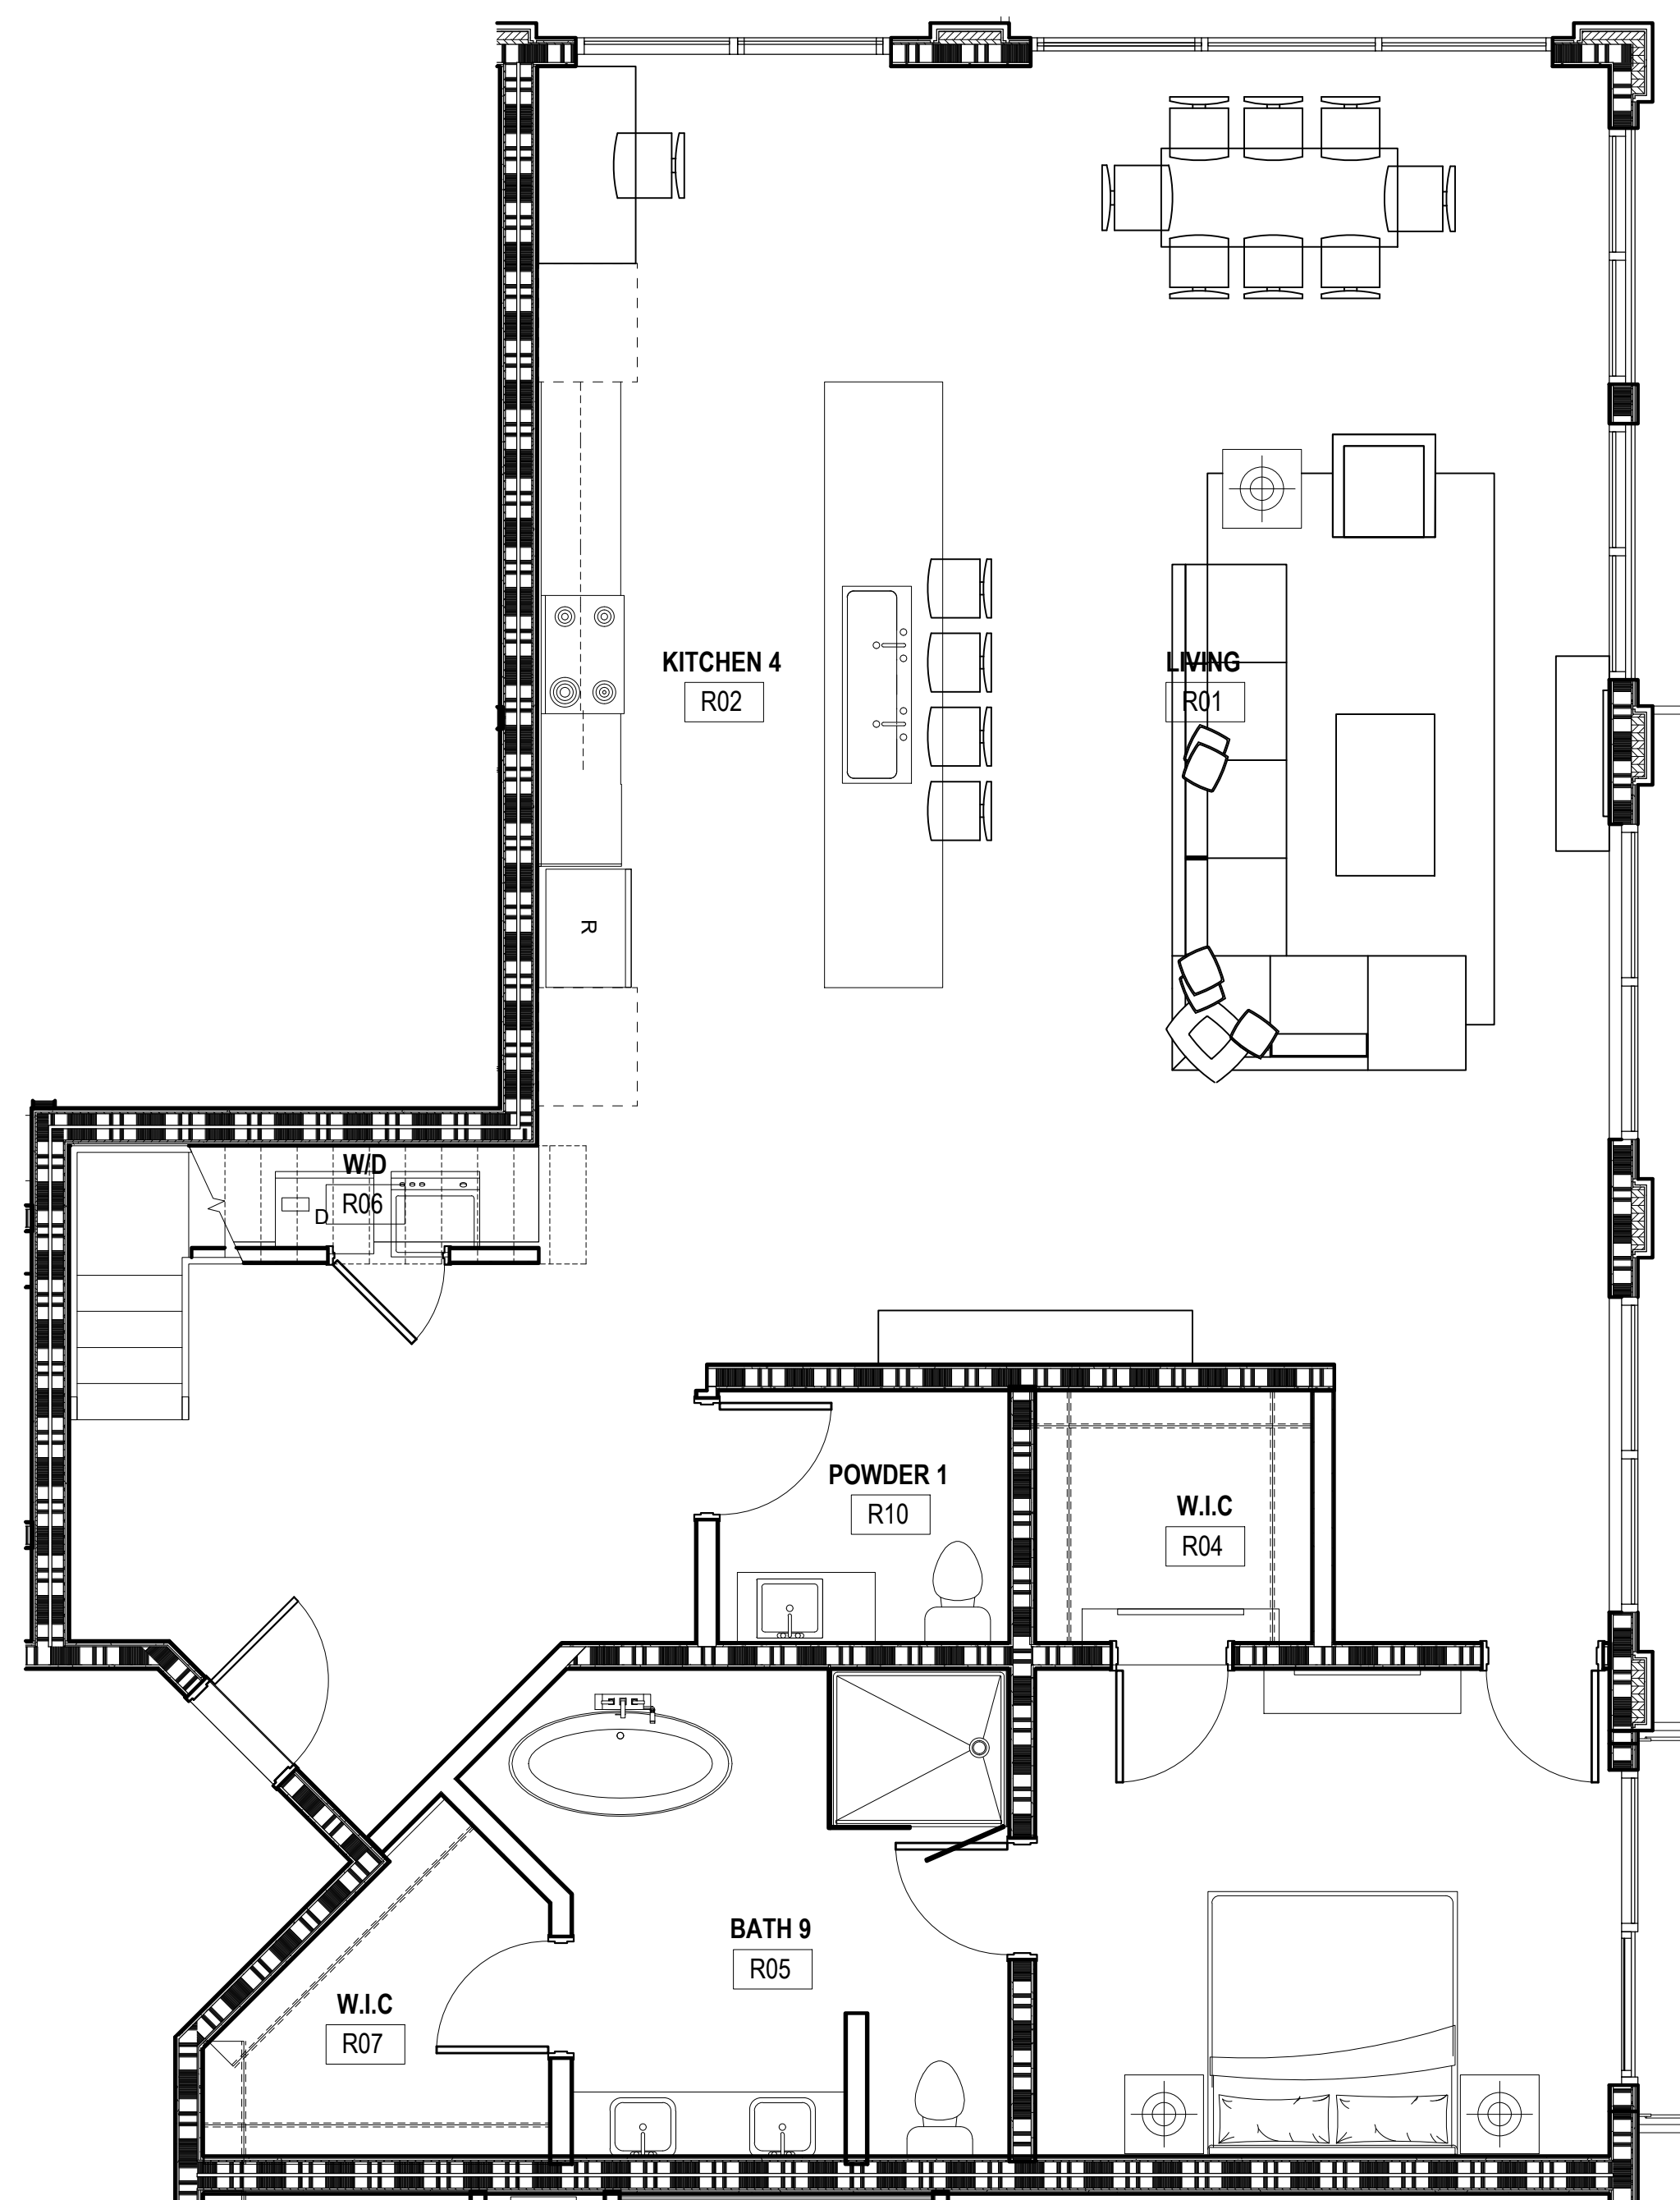 KITCHEN 4
R02
LIVING
R01
R
W/D
R06
D
POWDER 1
R10
W.I.C
R04
BATH 9
R05
W.I.C
R07